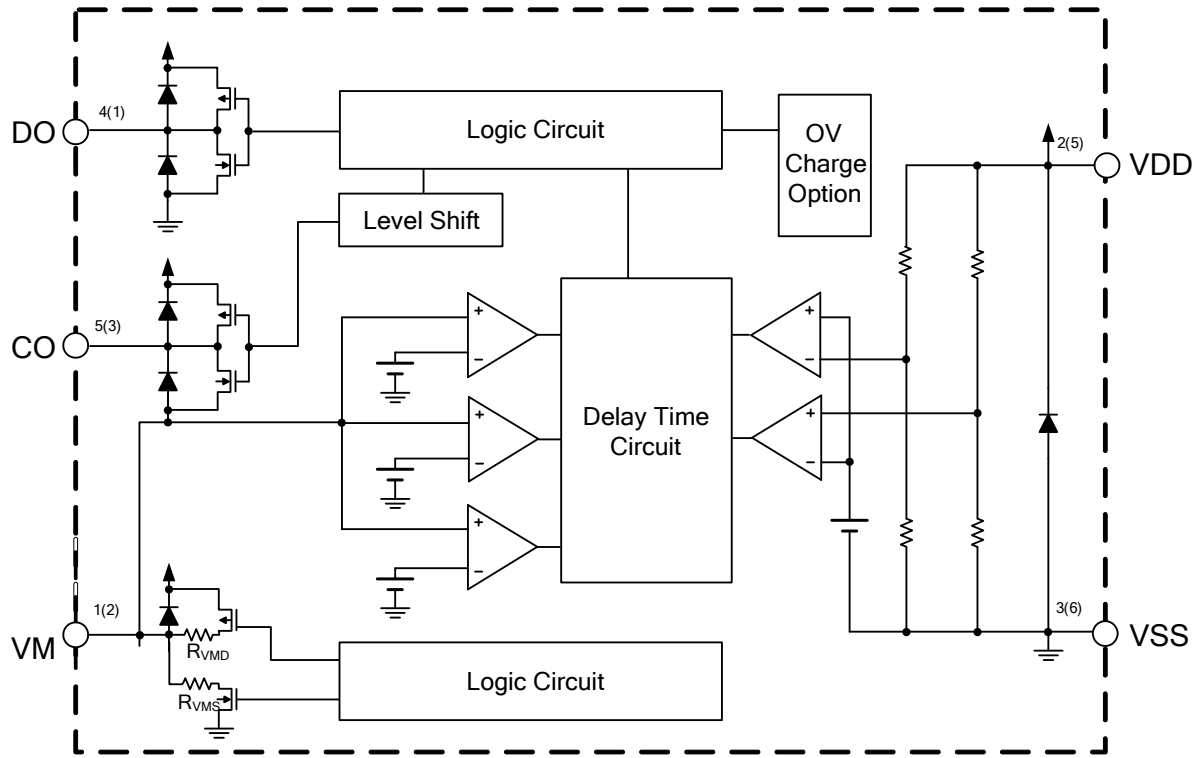 4(1)
DO
Logic Circuit
OV
Charge
Option
2(5)
VDD
Level Shift
5(3)
CO
+
−
+
−
+
−
+
−
+
−
Delay Time
Circuit
1(2)
VM
RVMD
RVMS
Logic Circuit
3(6)
VSS